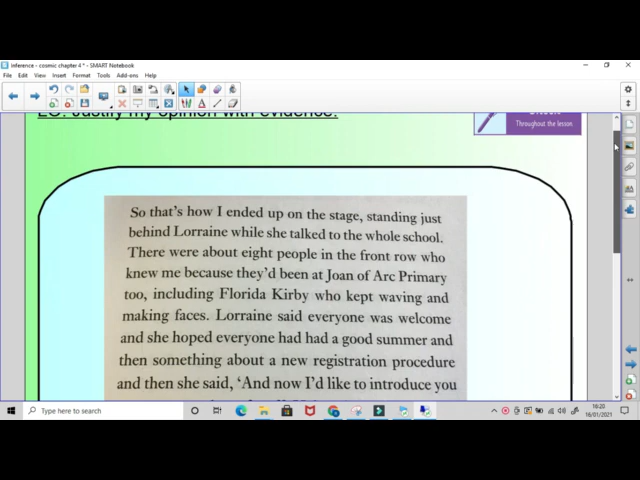 inference - cosmic chapter 4 * - SMART Notebook
File Edit View Insert Format Tools Add-ons Help
LO: Justify my opinion with evidence.
Throughout the lesson
So that's how I ended up on the stage, standing just
behind Lorraine while she talked to the whole school.
There were about eight people in the front row who
knew me because they'd been at Joan of Arc Primary
too, including Florida Kirby who kept waving and
making faces. Lorraine said everyone was welcome
and she hoped everyone had had a good summer and
then something about a new registration procedure
and then she said, 'And now I'd like to introduce you
Type here to search
16:20
16/01/2021